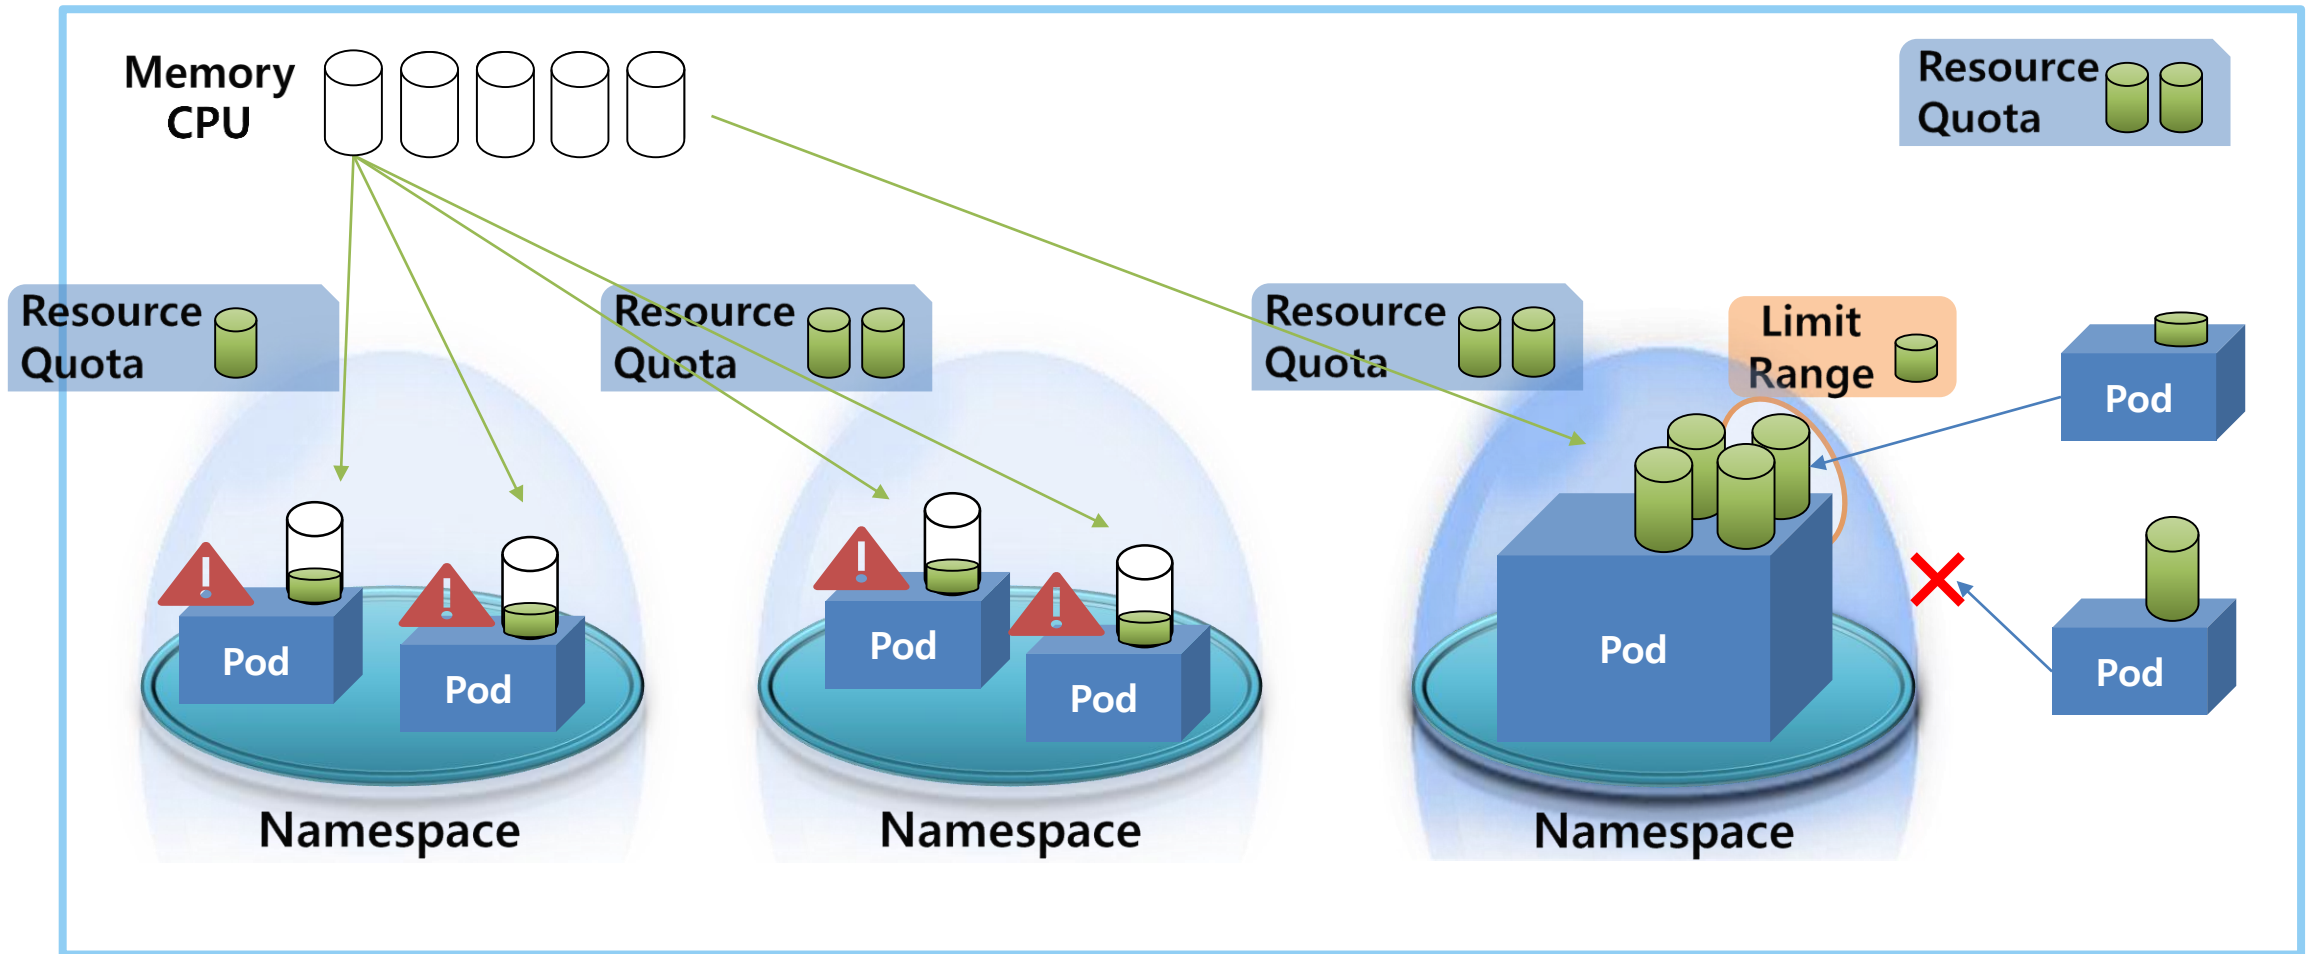 Memory
CPU
Resource
Quota
Resource
Quota
Resource
Quota
Resource
Quota
Limit
Range
Pod
Pod
Pod
Pod
Pod
Pod
Pod
Namespace
Namespace
Namespace